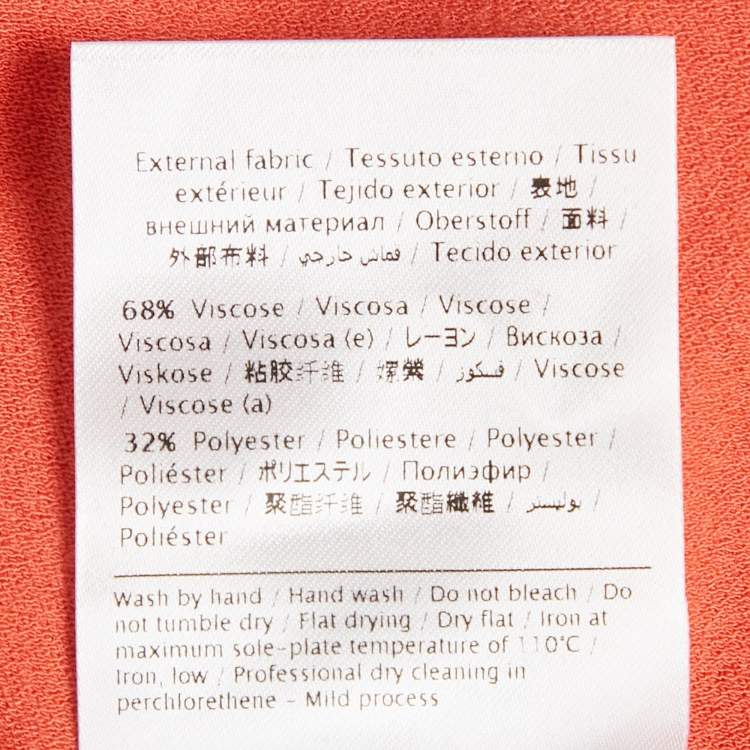 External fabric / Tessuto esterno / Tissu
extérieur / Tejido exterior / 表地 /
внешний материал / Oberstoff / 面料 /
外部布料 / قماش خارجي / Tecido exterior
68% Viscose / Viscosa / Viscose /
Viscosa / Viscosa (e) / レーヨン / Вискоза /
Viskose / 粘胶纤维 / 嫘縈 / فسكوز / Viscose
/ Viscose (a)
32% Polyester / Poliestere / Polyester /
Poliéster / ポリエステル / Полиэфир /
Polyester / 聚酯纤维 / 聚酯纖維 / بوليستر /
Poliéster
Wash by hand / Hand wash / Do not bleach / Do
not tumble dry / Flat drying / Dry flat / Iron at
maximum sole-plate temperature of 110°C /
Iron, low / Professional dry cleaning in
perchlorethene - Mild process